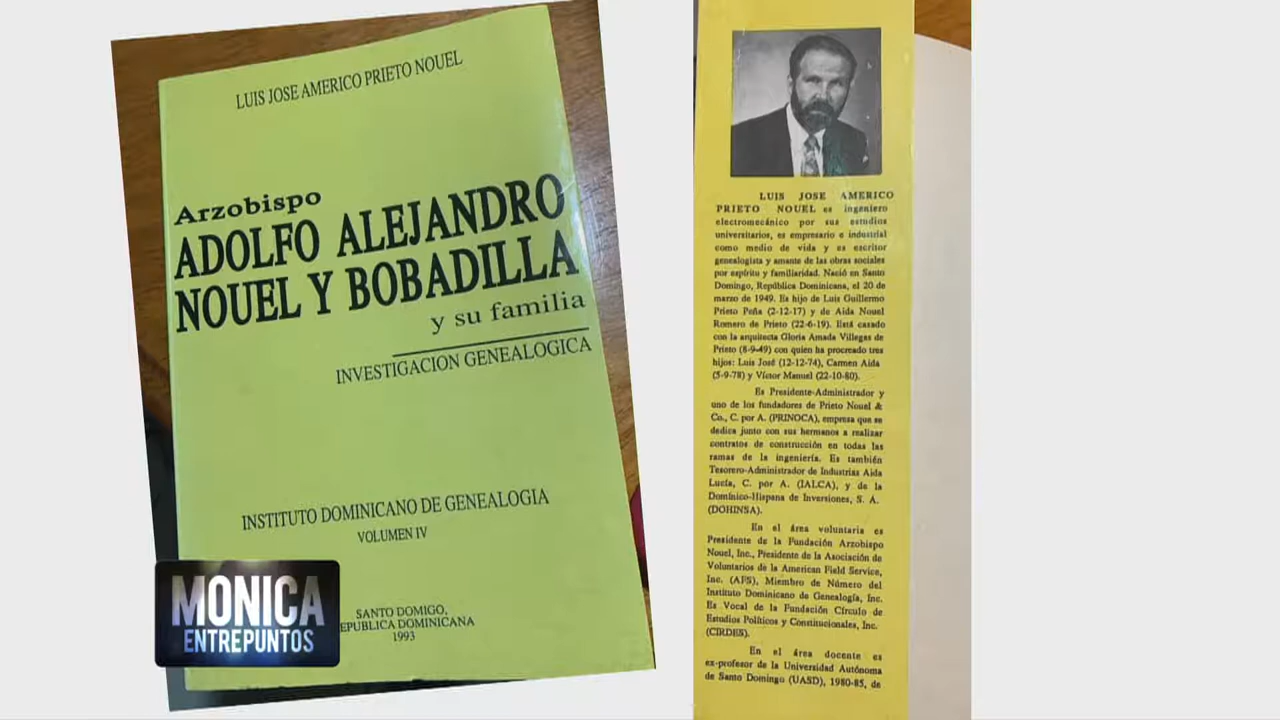 LUIS JOSE AMERICO PRIETO NOUEL
Arzobispo
ADOLFO ALEJANDRO
NOUEL Y BOBADILLA
y su familia
INVESTIGACION GENEALOGICA
INSTITUTO DOMINICANO DE GENEALOGIA
VOLUMEN IV
SANTO DOMIGO,
EPUBLICA DOMINICANA
1993
MONICA
ENTREPUNTOS
LUIS JOSE AMERICO
PRIETO NOUEL es ingeniero
electromecánico por sus estudios
universitarios, es empresario e industrial
como medio de vida y es escritor
genealogista y amante de las obras sociales
por espíritu y familiaridad. Nació en Santo
Domingo, República Dominicana, el 20 de
marzo de 1949. Es hijo de Luis Guillermo
Prieto Peña (2-12-17) y de Aida Nouel
Romero de Prieto (22-6-19). Está casado
con la arquitecta Gloria Amada Villegas de
Prieto (8-9-49) con quien ha procreado tres
hijos: Luis José (12-12-74), Carmen Aida
(5-9-78) y Víctor Manuel (22-10-80).
Es Presidente-Administrador y
uno de los fundadores de Prieto Nouel &
Co., C. por A. (PRINOCA), empresa que se
dedica junto con sus hermanos a realizar
contratos de construcción en todas las
ramas de la ingeniería. Es también
Tesorero-Administrador de Industrias Aida
Lucía, C. por A. (IALCA), y de la
Domínico-Hispana de Inversiones, S. A.
(DOHINSA).
En el área voluntaria es
Presidente de la Fundación Arzobispo
Nouel, Inc., Presidente de la Asociación de
Voluntarios de la American Field Service,
Inc. (AFS), Miembro de Número del
Instituto Dominicano de Genealogía, Inc.
Es Vocal de la Fundación Círculo de
Estudios Políticos y Constitucionales, Inc.
(CIRDES).
En el área docente es
ex-profesor de la Universidad Autónoma
de Santo Domingo (UASD), 1980-85, de